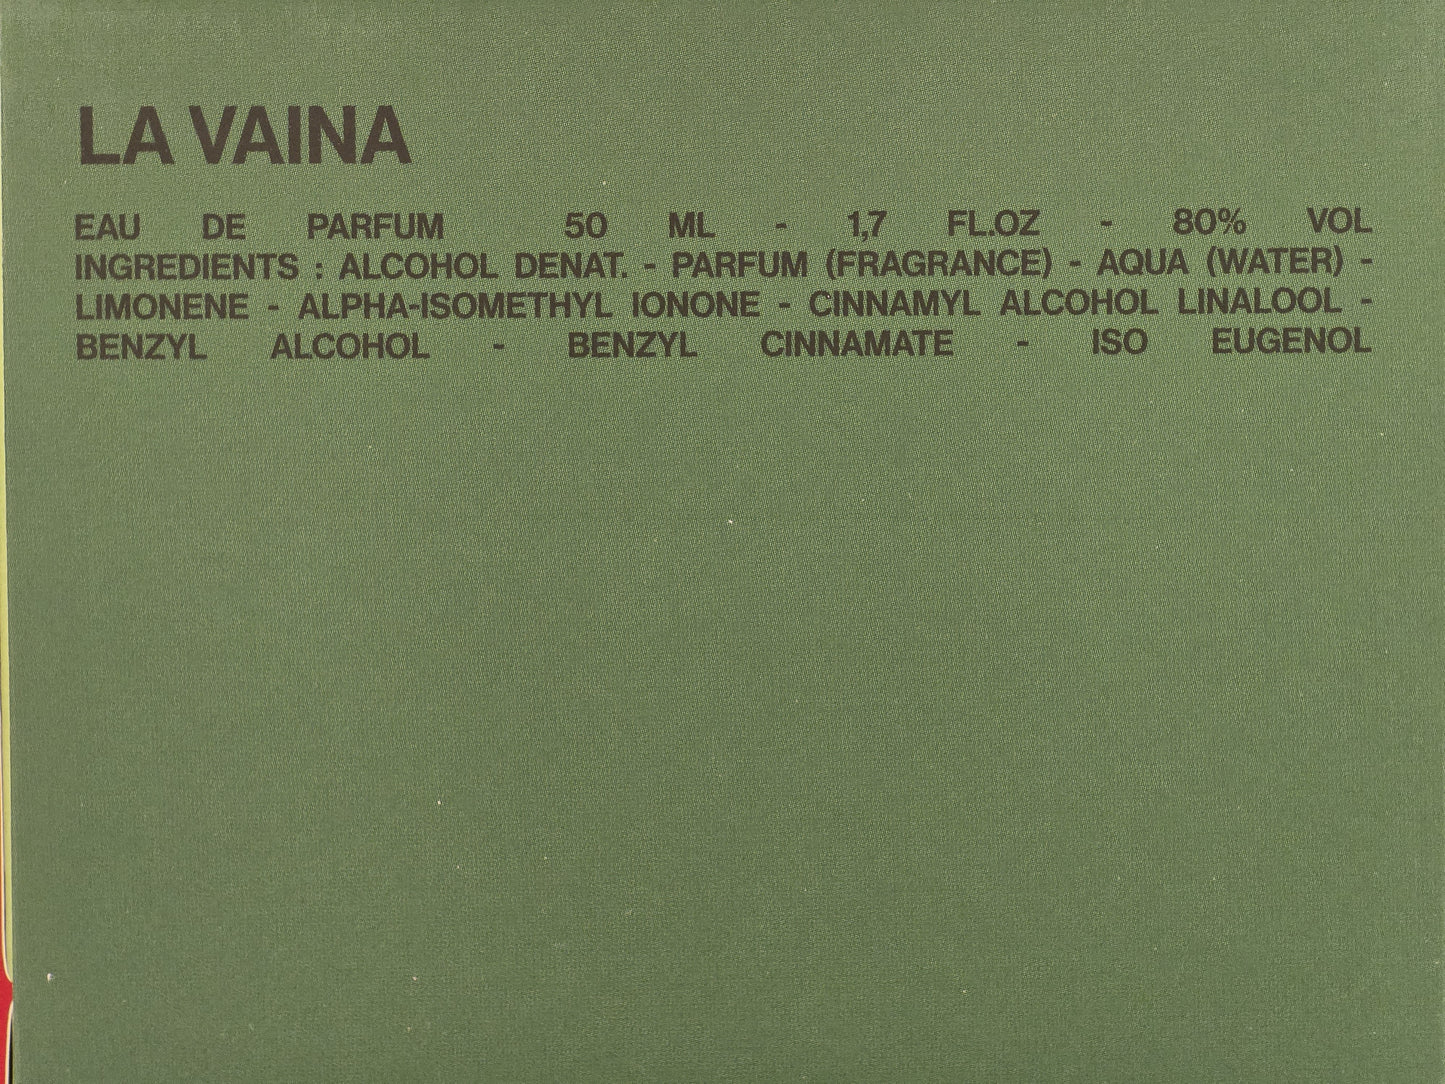 LA VAINA
EAU DE PARFUM 50 ML - 1,7 FL.OZ - 80% VOL
INGREDIENTS : ALCOHOL DENAT. - PARFUM (FRAGRANCE) - AQUA (WATER) -
LIMONENE - ALPHA-ISOMETHYL IONONE - CINNAMYL ALCOHOL LINALOOL -
BENZYL ALCOHOL - BENZYL CINNAMATE - ISO EUGENOL